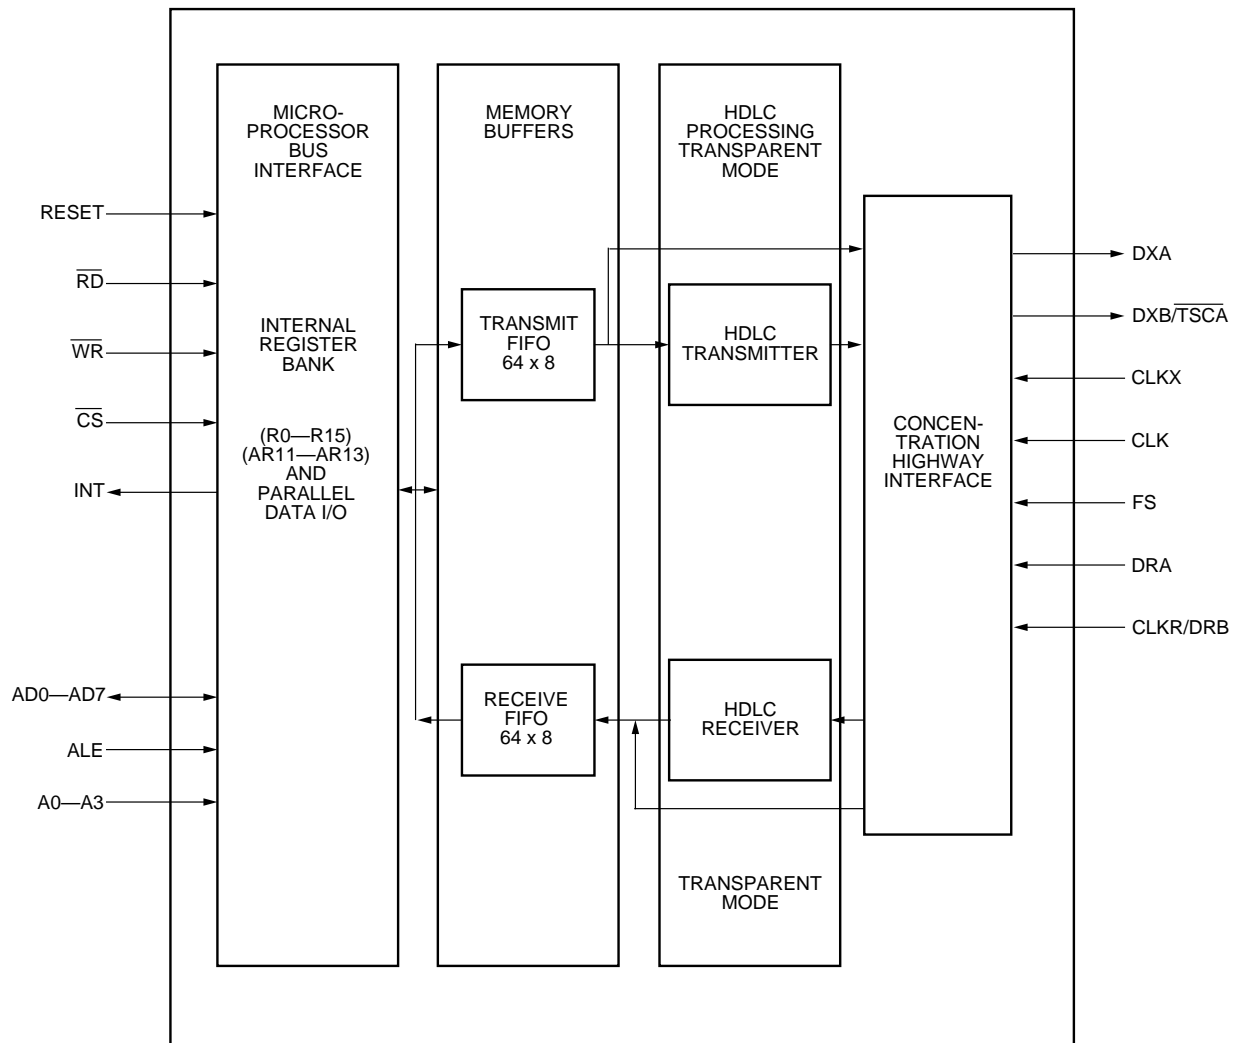 MICRO-
PROCESSOR
BUS
INTERFACE
MEMORY
BUFFERS
HDLC
PROCESSING
TRANSPARENT
MODE
RESET
RD
WR
CS
INT
AD0—AD7
ALE
A0—A3
INTERNAL
REGISTER
BANK
(R0—R15)
(AR11—AR13)
AND
PARALLEL
DATA I/O
TRANSMIT
FIFO
64 x 8
HDLC
TRANSMITTER
RECEIVE
FIFO
64 x 8
HDLC
RECEIVER
TRANSPARENT
MODE
CONCEN-
TRATION
HIGHWAY
INTERFACE
DXA
DXB/TSCA
CLKX
CLK
FS
DRA
CLKR/DRB